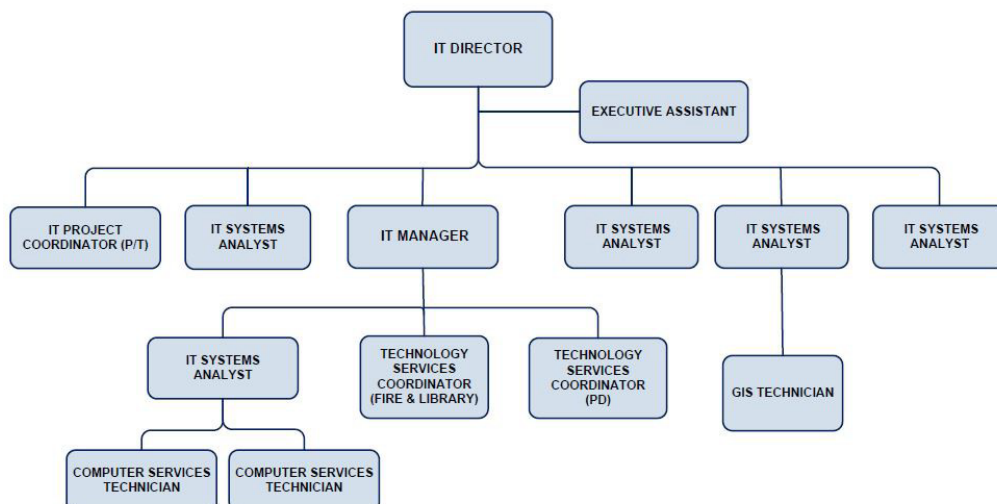 IT DIRECTOR
EXECUTIVE ASSISTANT
IT PROJECT
COORDINATOR (P/T)
IT SYSTEMS
ANALYST
IT MANAGER
IT SYSTEMS
ANALYST
IT SYSTEMS
ANALYST
IT SYSTEMS
ANALYST
IT SYSTEMS
ANALYST
TECHNOLOGY
SERVICES
COORDINATOR
(FIRE & LIBRARY)
TECHNOLOGY
SERVICES
COORDINATOR
(PD)
GIS TECHNICIAN
COMPUTER SERVICES
TECHNICIAN
COMPUTER SERVICES
TECHNICIAN